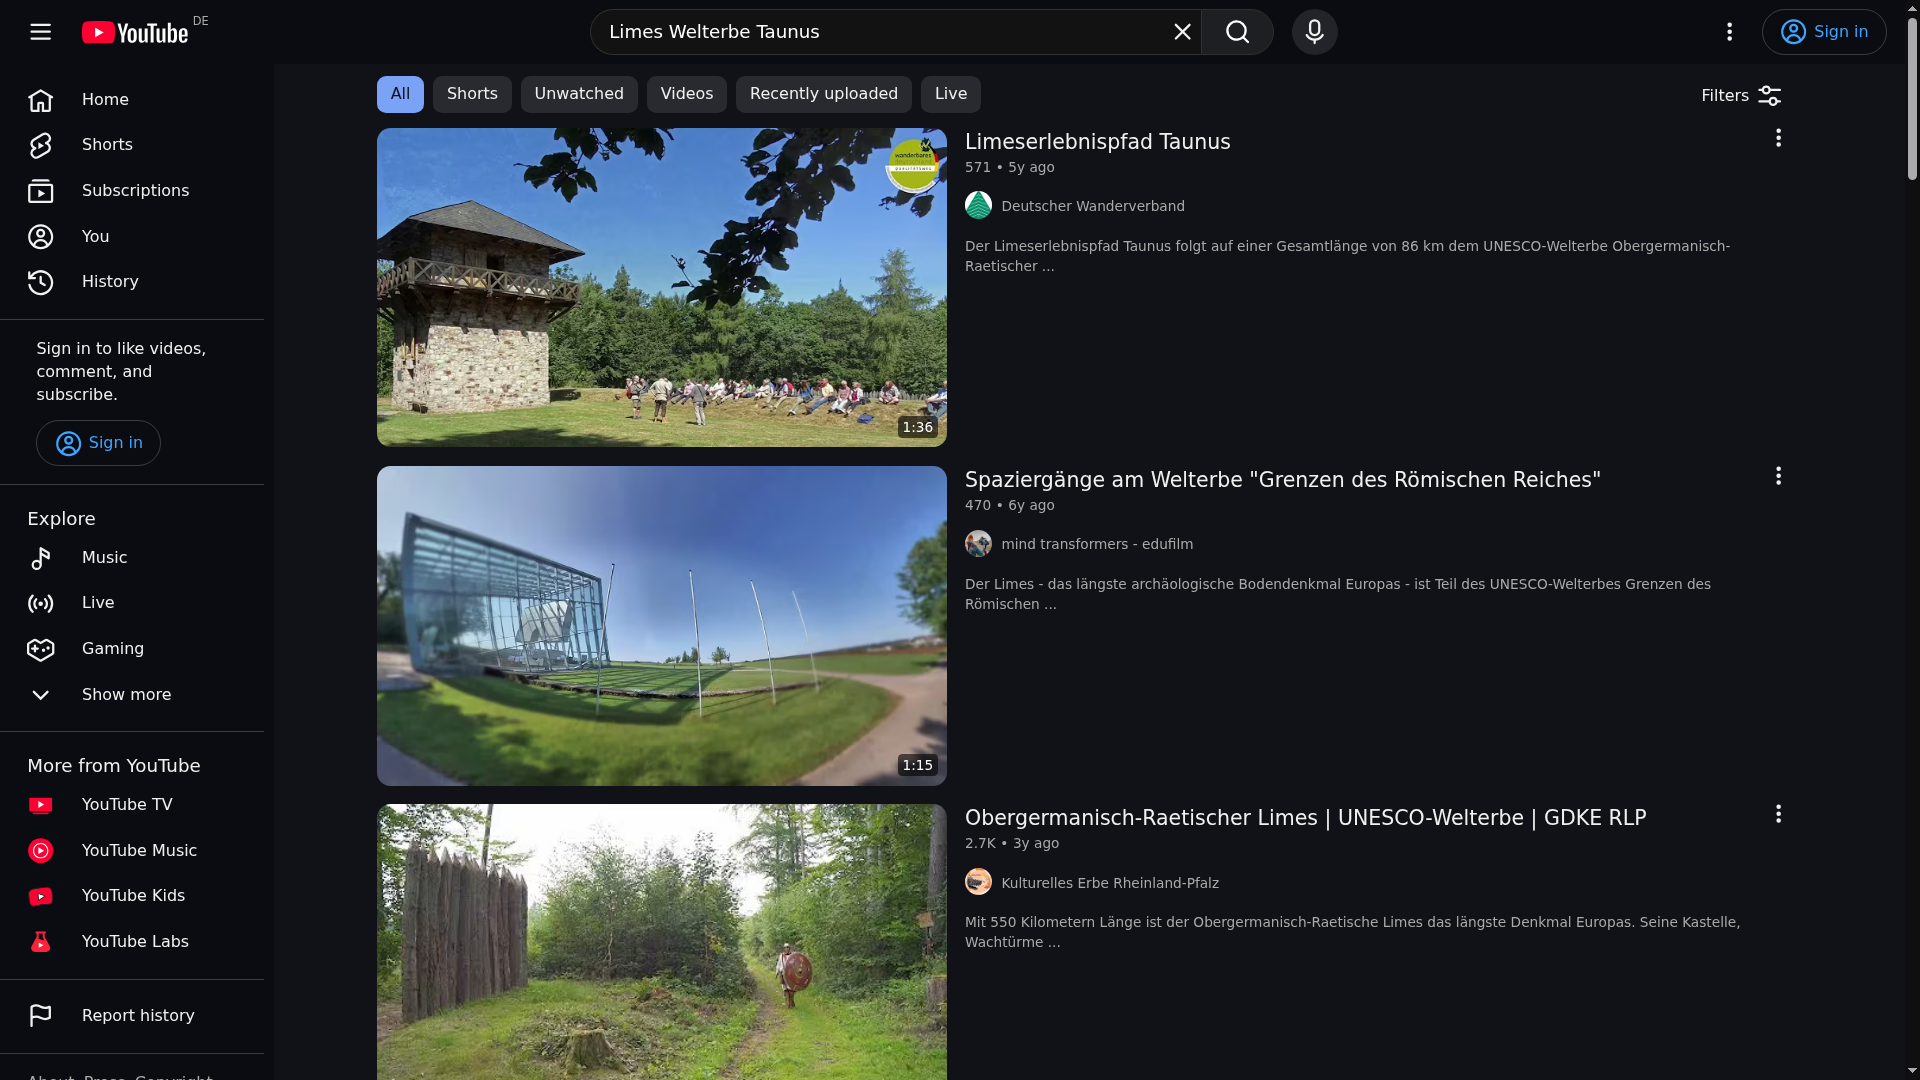 YouTube DE
Limes Welterbe Taunus
Sign in
Home
Shorts
Subscriptions
You
History
Sign in to like videos,
comment, and
subscribe.
Sign in
Explore
Music
Live
Gaming
Show more
More from YouTube
YouTube TV
YouTube Music
YouTube Kids
YouTube Labs
Report history
All
Shorts
Unwatched
Videos
Recently uploaded
Live
Filters
wanderbares
1:36
Limeserlebnispfad Taunus
571 • 5y ago
Deutscher Wanderverband
Der Limeserlebnispfad Taunus folgt auf einer Gesamtlänge von 86 km dem UNESCO-Welterbe Obergermanisch-
Raetischer ...
1:15
Spaziergänge am Welterbe "Grenzen des Römischen Reiches"
470 • 6y ago
mind transformers - edufilm
Der Limes - das längste archäologische Bodendenkmal Europas - ist Teil des UNESCO-Welterbes Grenzen des
Römischen ...
Obergermanisch-Raetischer Limes | UNESCO-Welterbe | GDKE RLP
2.7K • 3y ago
Kulturelles Erbe Rheinland-Pfalz
Mit 550 Kilometern Länge ist der Obergermanisch-Raetische Limes das längste Denkmal Europas. Seine Kastelle,
Wachtürme ...